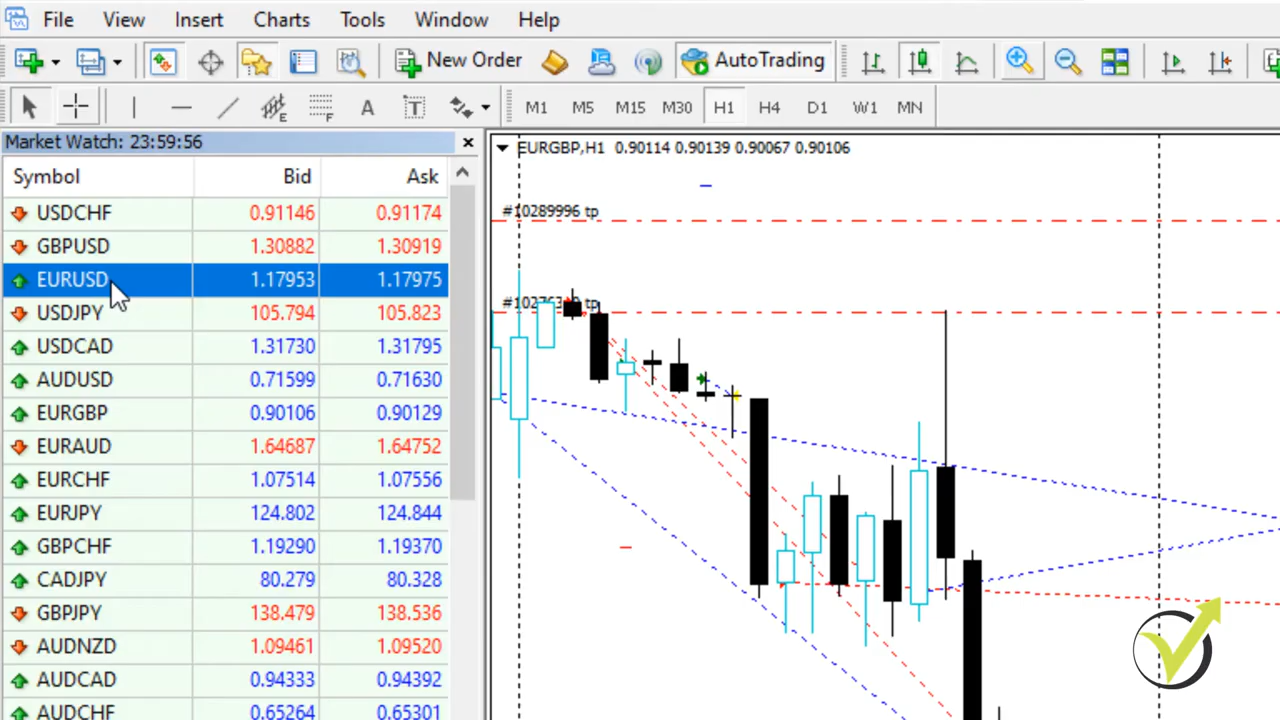 File View Insert Charts Tools Window Help
New Order AutoTrading
E F A T M1 M5 M15 M30 H1 H4 D1 W1 MN
Market Watch: 23:59:56
Symbol Bid Ask
USDCHF 0.91146 0.91174
GBPUSD 1.30882 1.30919
EURUSD 1.17953 1.17975
USDJPY 105.794 105.823
USDCAD 1.31730 1.31795
AUDUSD 0.71599 0.71630
EURGBP 0.90106 0.90129
EURAUD 1.64687 1.64752
EURCHF 1.07514 1.07556
EURJPY 124.802 124.844
GBPCHF 1.19290 1.19370
CADJPY 80.279 80.328
GBPJPY 138.479 138.536
AUDNZD 1.09461 1.09520
AUDCAD 0.94333 0.94392
AUDCHF 0.65264 0.65301
EURGBP,H1 0.90114 0.90139 0.90067 0.90106
#10289996 tp
tp